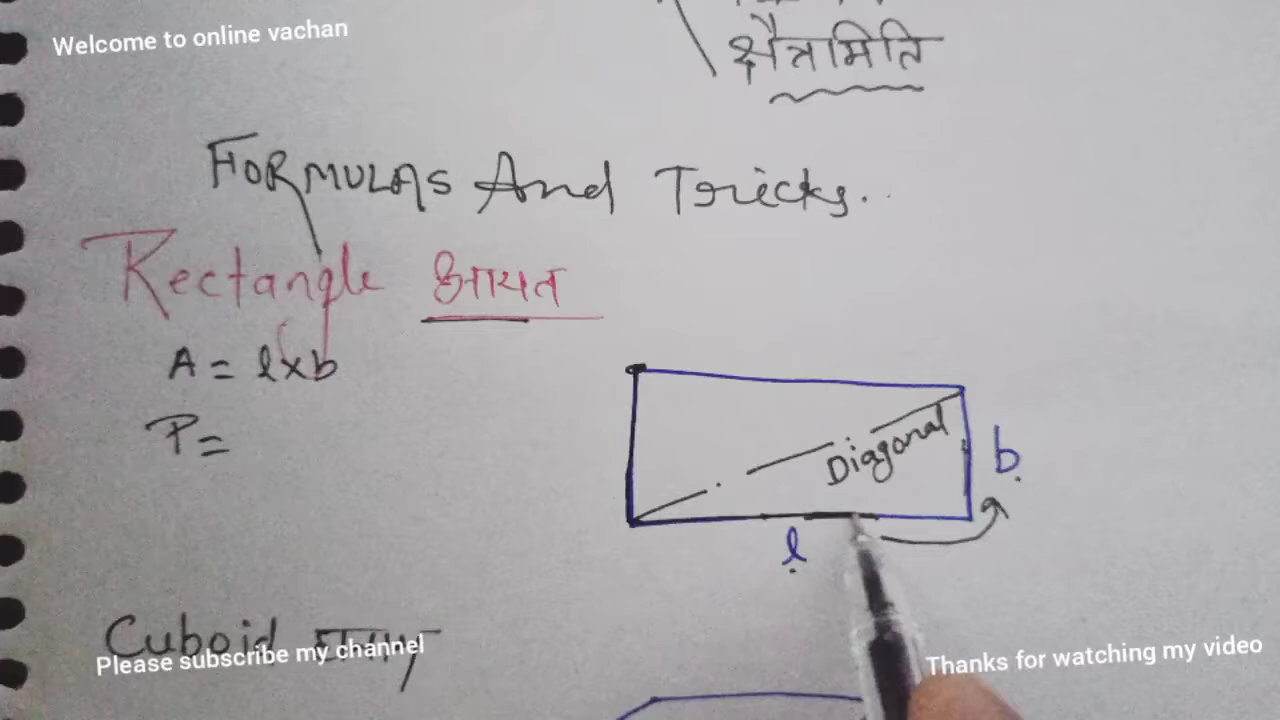 Welcome to online vachan
क्षैत्रमिति
FORMULAS And Tricks..
Rectangle आयत
A = l×b
P =
Diagonal
b
l
Cuboid
Please subscribe my channel
Thanks for watching my video